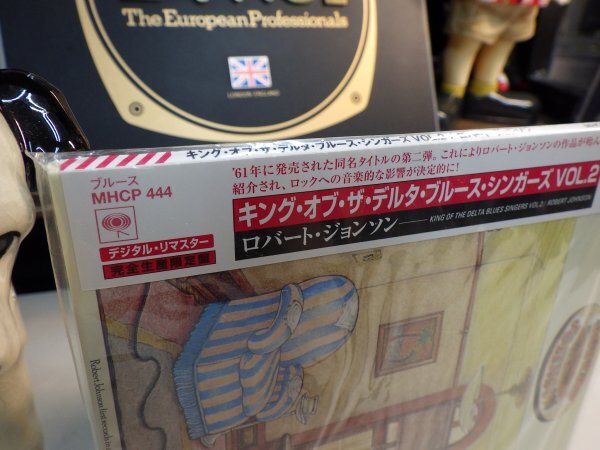 The European Professionals
LONDON ENGLAND
キング・オブ・ザ・デルタ・ブルース・シンガーズ VOL.2
ブルース
MHCP 444
デジタル・リマスター
完全生産限定盤
'61年に発売された同名タイトルの第二弾。これによりロバート・ジョンソンの作品が
紹介され、ロックへの音楽的な影響が決定的に!
キング・オブ・ザ・デルタ・ブルース・シンガーズ VOL.2
ロバート・ジョンソン
KING OF THE DELTA BLUES SINGERS VOL.2 / ROBERT JOHNSON